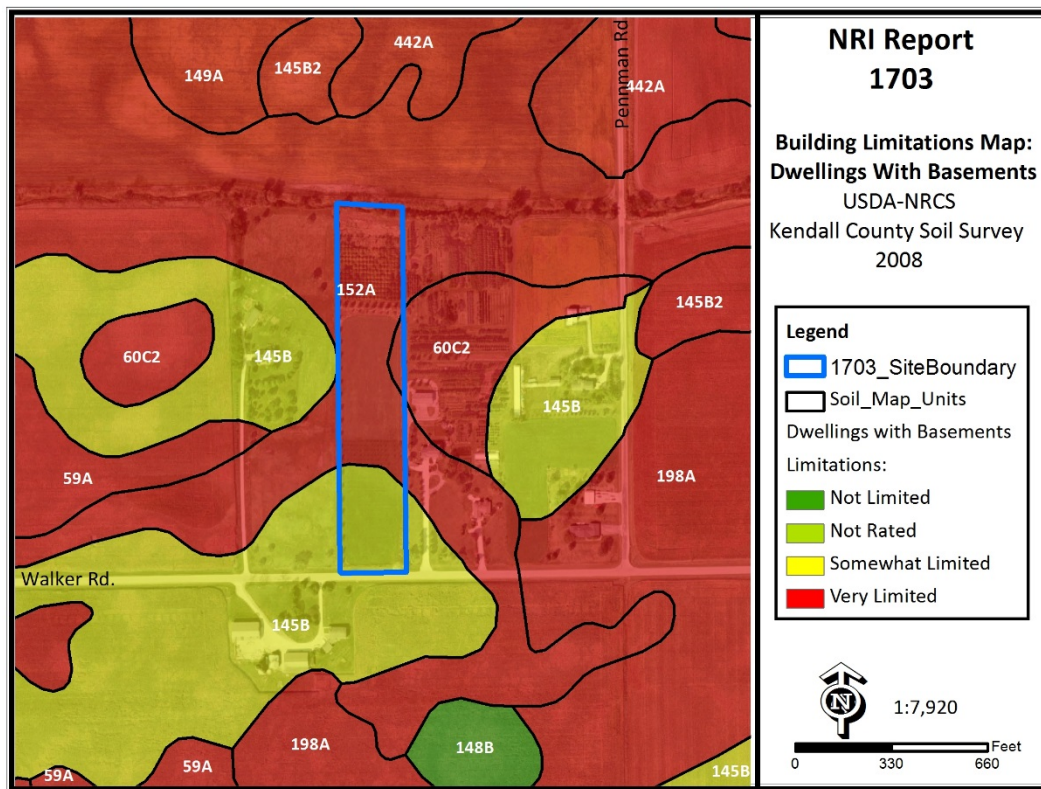 442A
149A
145B2
Pennman Rd
442A
152A
145B2
60C2
145B
60C2
145B
59A
198A
Walker Rd.
145B
198A
148B
59A
59A
145B
NRI Report
1703
Building Limitations Map:
Dwellings With Basements
USDA-NRCS
Kendall County Soil Survey
2008
Legend
1703_SiteBoundary
Soil_Map_Units
Dwellings with Basements
Limitations:
Not Limited
Not Rated
Somewhat Limited
Very Limited
N
1:7,920
Feet
0 330 660